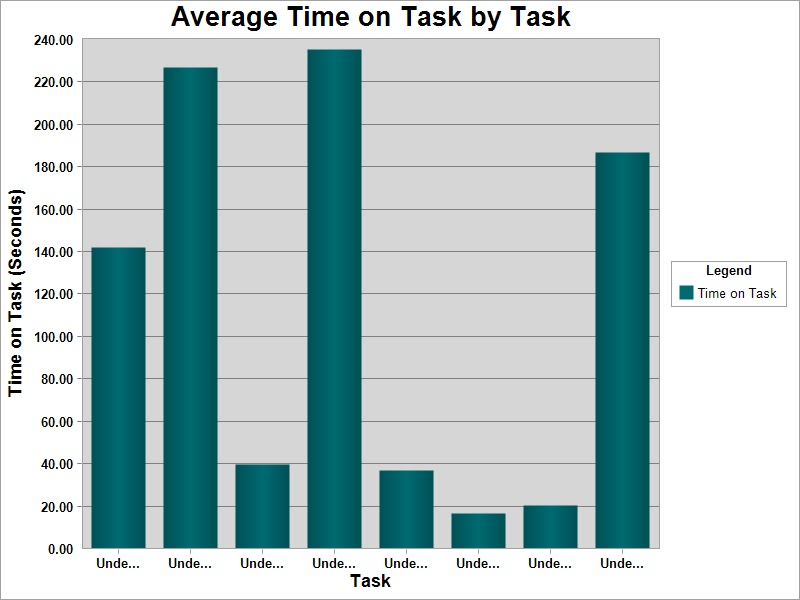 Average Time on Task by Task
240.00
220.00
200.00
180.00
160.00
140.00
120.00
100.00
80.00
60.00
40.00
20.00
0.00
Time on Task (Seconds)
Unde... Unde... Unde... Unde... Unde... Unde... Unde... Unde...
Task
Legend
Time on Task